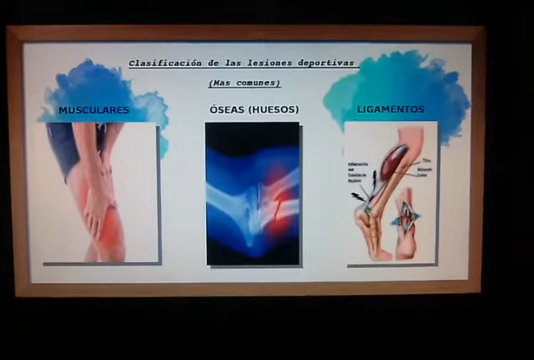 Clasificación de las lesiones deportivas
(Mas comunes)
MUSCULARES
ÓSEAS (HUESOS)
LIGAMENTOS